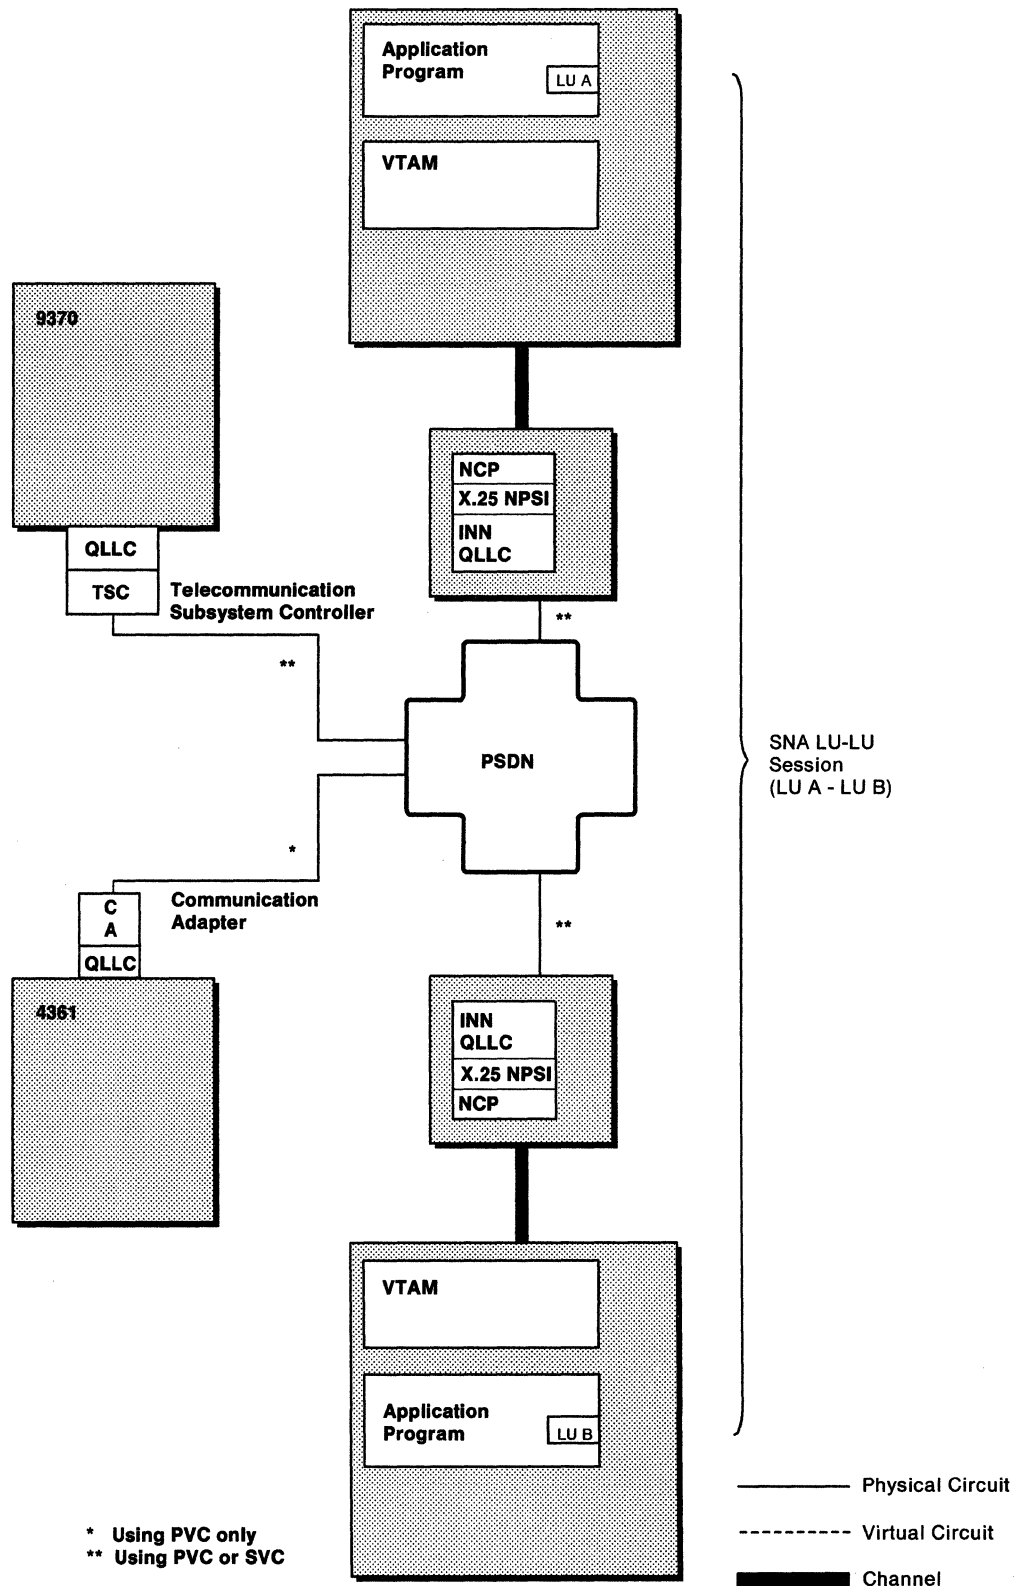 Application
Program
LU A
VTAM
9370
NCP
X.25 NPSI
INN
QLLC
QLLC
TSC
Telecommunication
Subsystem Controller
**
**
PSDN
SNA LU-LU
Session
(LU A - LU B)
*
C
A
QLLC
Communication
Adapter
**
4361
INN
QLLC
X.25 NPSI
NCP
VTAM
Application
Program
LU B
* Using PVC only
** Using PVC or SVC
Physical Circuit
Virtual Circuit
Channel